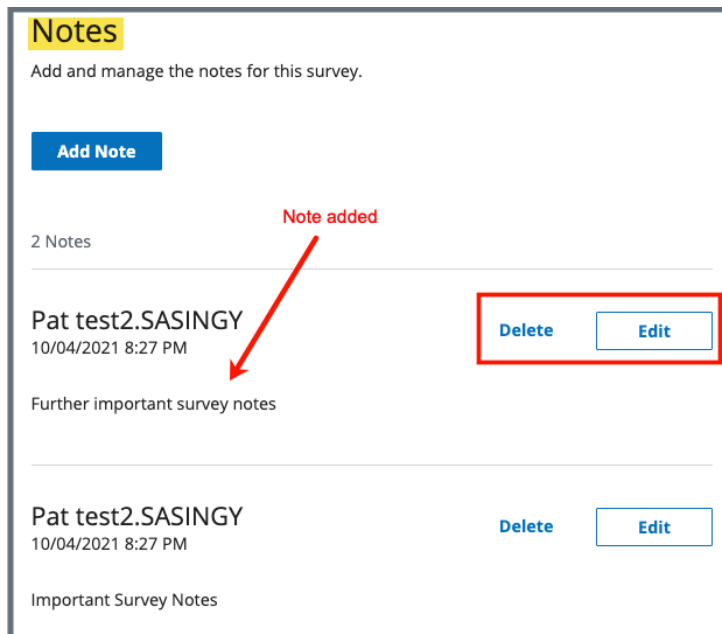 Notes
Add and manage the notes for this survey.
Add Note
Note added
2 Notes
Pat test2.SASINGY
Delete
Edit
10/04/2021 8:27 PM
Further important survey notes
Pat test2.SASINGY
Delete
Edit
10/04/2021 8:27 PM
Important Survey Notes